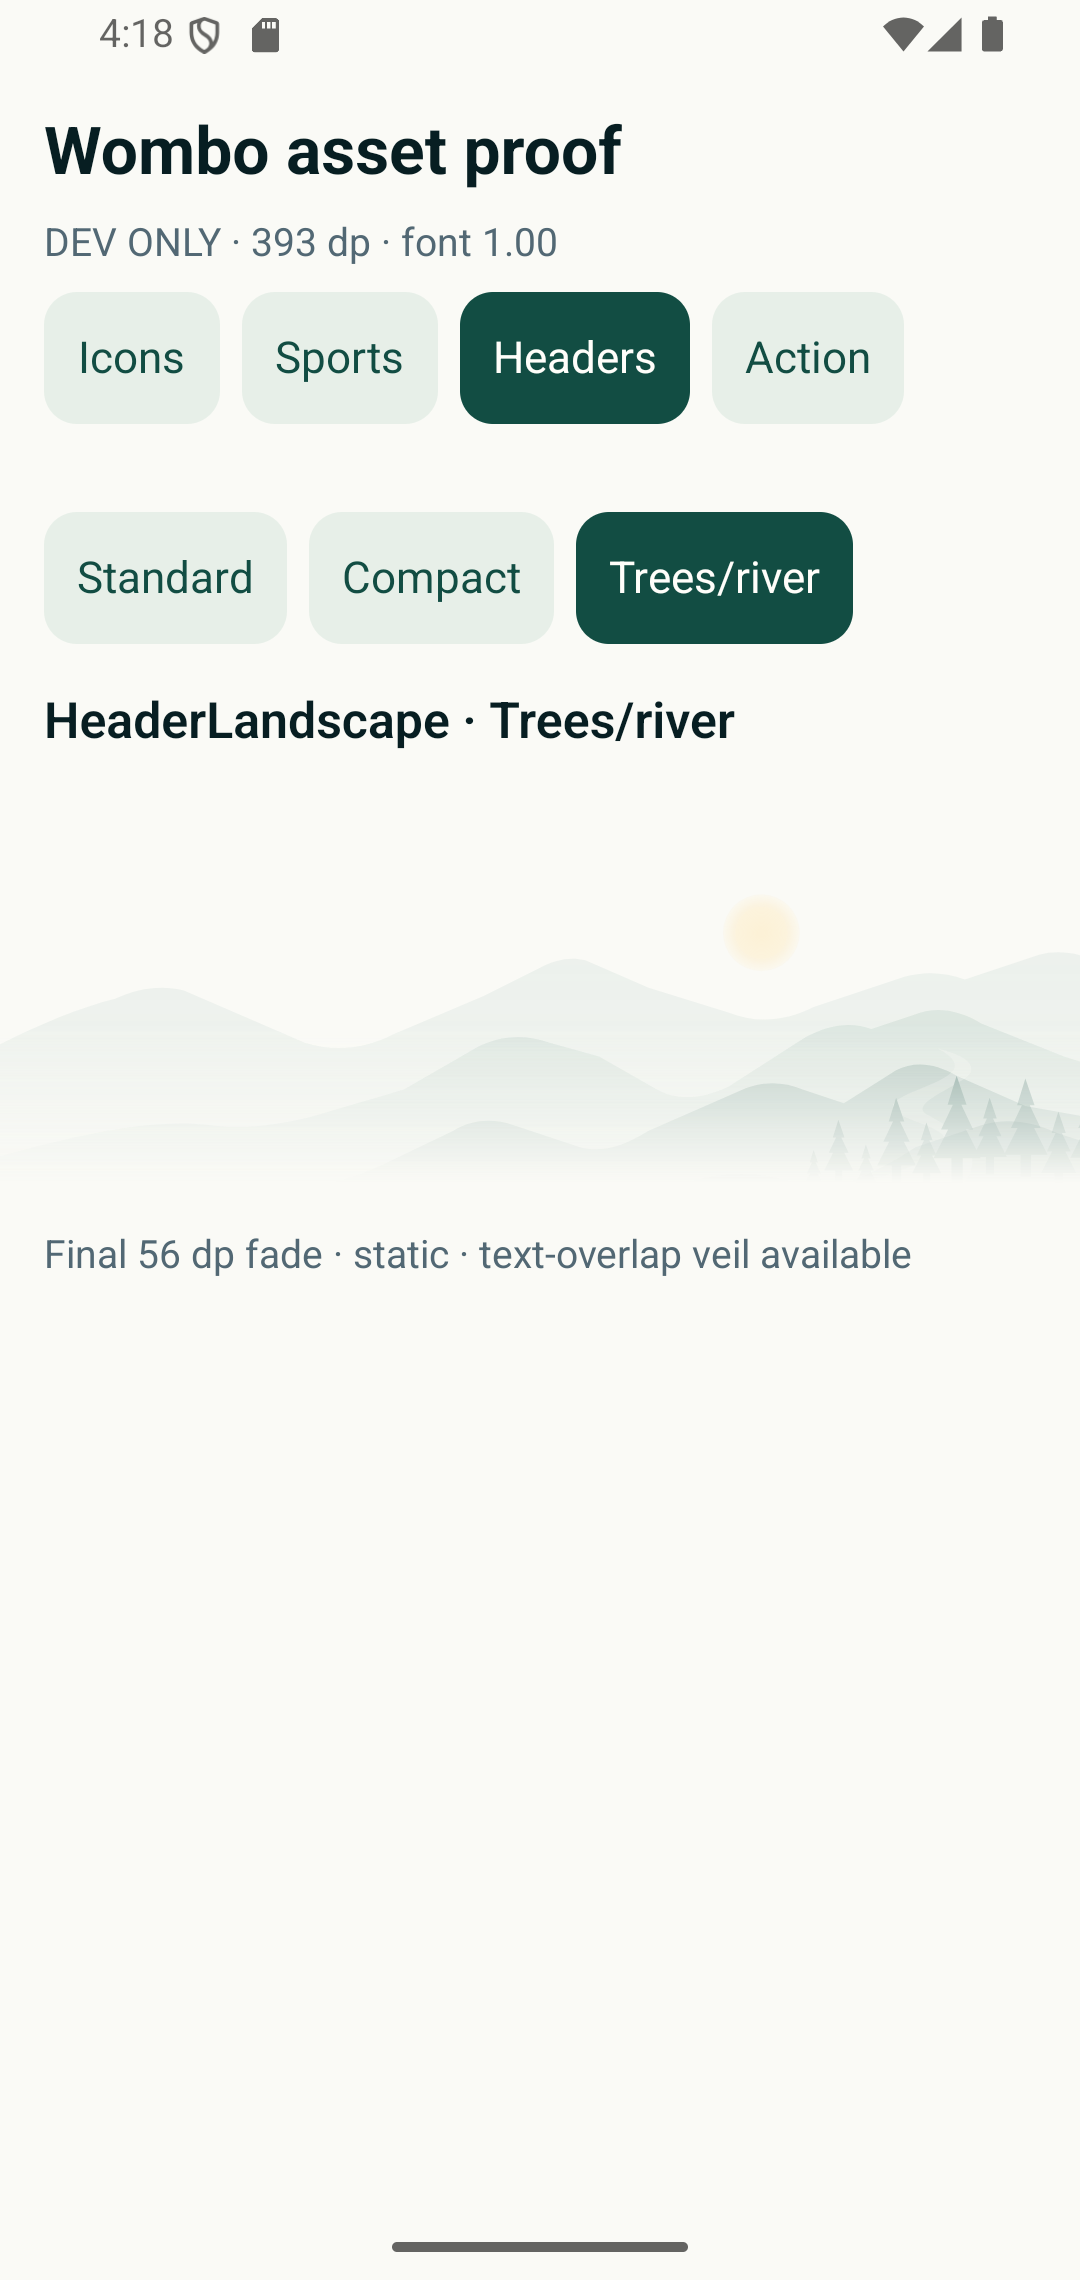 4:18
Wombo asset proof
DEV ONLY · 393 dp · font 1.00
Icons Sports Headers Action
Standard Compact Trees/river
HeaderLandscape · Trees/river
Final 56 dp fade · static · text-overlap veil available